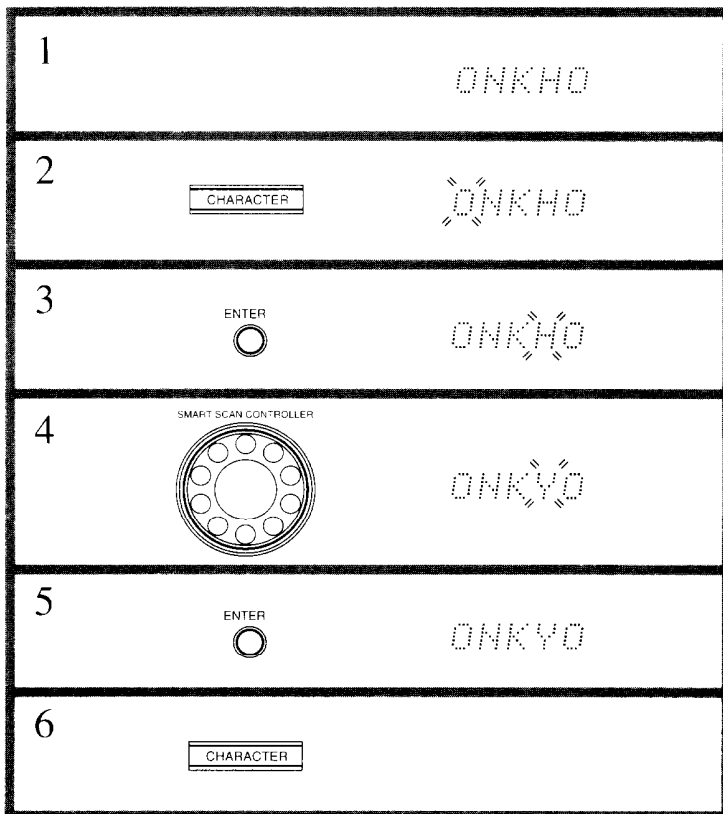 1
ONKHO
2
CHARACTER
ONKHO
3
ENTER
ONKHO
4
SMART SCAN CONTROLLER
ONKYO
5
ENTER
ONKYO
6
CHARACTER